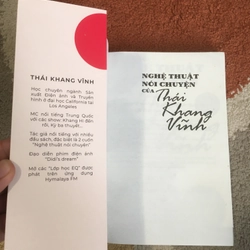 THÁI KHANG VĨNH
Học chuyên ngành Sản
xuất Điện ảnh và Truyền
hình ở đại học California tại
Los Angeles
MC nổi tiếng Trung Quốc
với các show: Khang Hi đến
rồi, Kỳ ba thuyết...
Tác giả nổi tiếng với nhiều
đầu sách, đặc biệt là 2 cuốn
"Nghệ thuật nói chuyện"
Đạo diễn phim điện ảnh
"Didi's dream"
Mở các "Lớp học EQ" được
phát trên ứng dụng
Hymalaya FM
NGHỆ THUẬT
NÓI CHUYỆN
CỦA Thái
Khang
Vĩnh